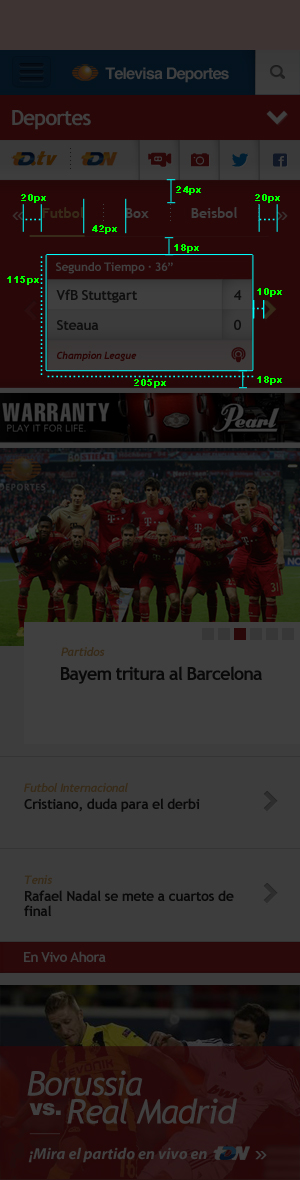 Televisa Deportes
Deportes
tD.tv
tDN
24px
20px
20px
« Futbol Box Beisbol »
42px
18px
Segundo Tiempo · 36"
115px
VfB Stuttgart 4
10px
Steaua 0
Champion League
205px
18px
WARRANTY
PLAY IT FOR LIFE.
Pearl
DEPORTES
Partidos
Bayem tritura al Barcelona
Futbol Internacional
Cristiano, duda para el derbi
Tenis
Rafael Nadal se mete a cuartos de
final
En Vivo Ahora
Borussia
vs. Real Madrid
¡Mira el partido en vivo en tDN »